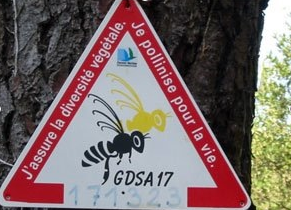 J'assure la diversité végétale.
Je pollinise pour la vie.
GDSA17
171323